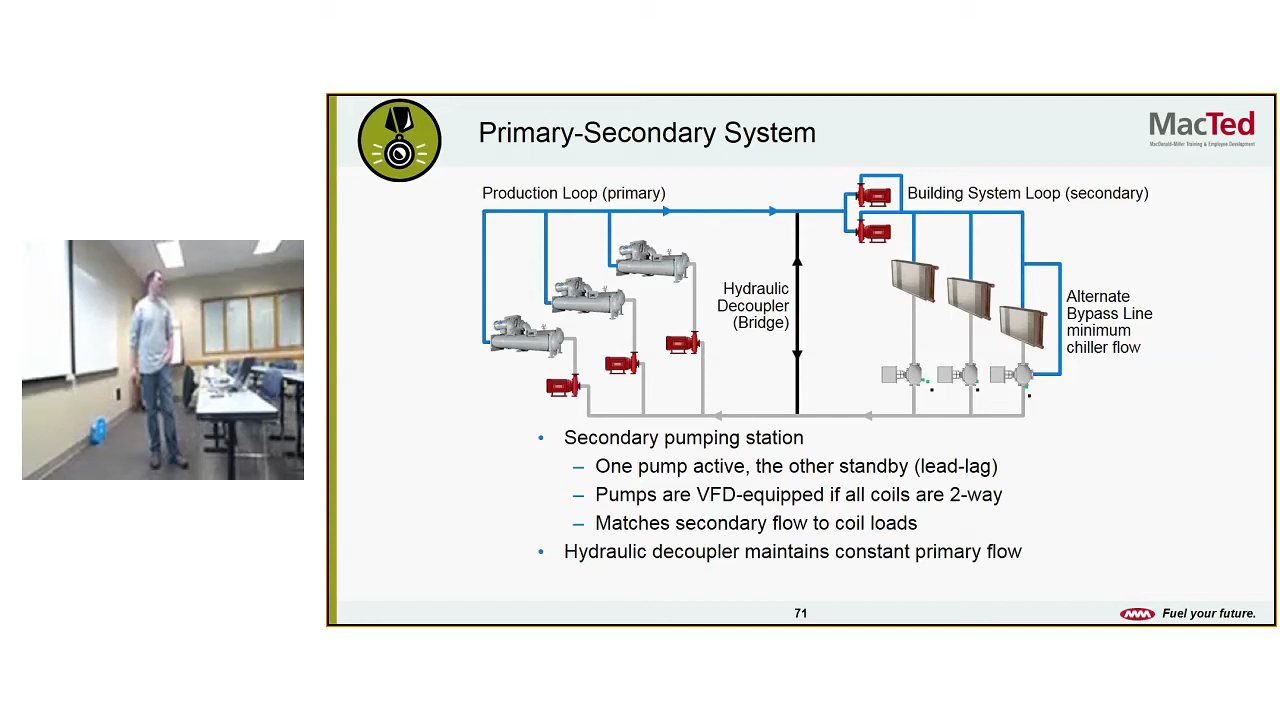 Primary-Secondary System
MacTed
MacDonald-Miller Training & Employee Development
Production Loop (primary)
Building System Loop (secondary)
Hydraulic
Decoupler
(Bridge)
Alternate
Bypass Line
minimum
chiller flow
• Secondary pumping station
– One pump active, the other standby (lead-lag)
– Pumps are VFD-equipped if all coils are 2-way
– Matches secondary flow to coil loads
• Hydraulic decoupler maintains constant primary flow
71
Fuel your future.